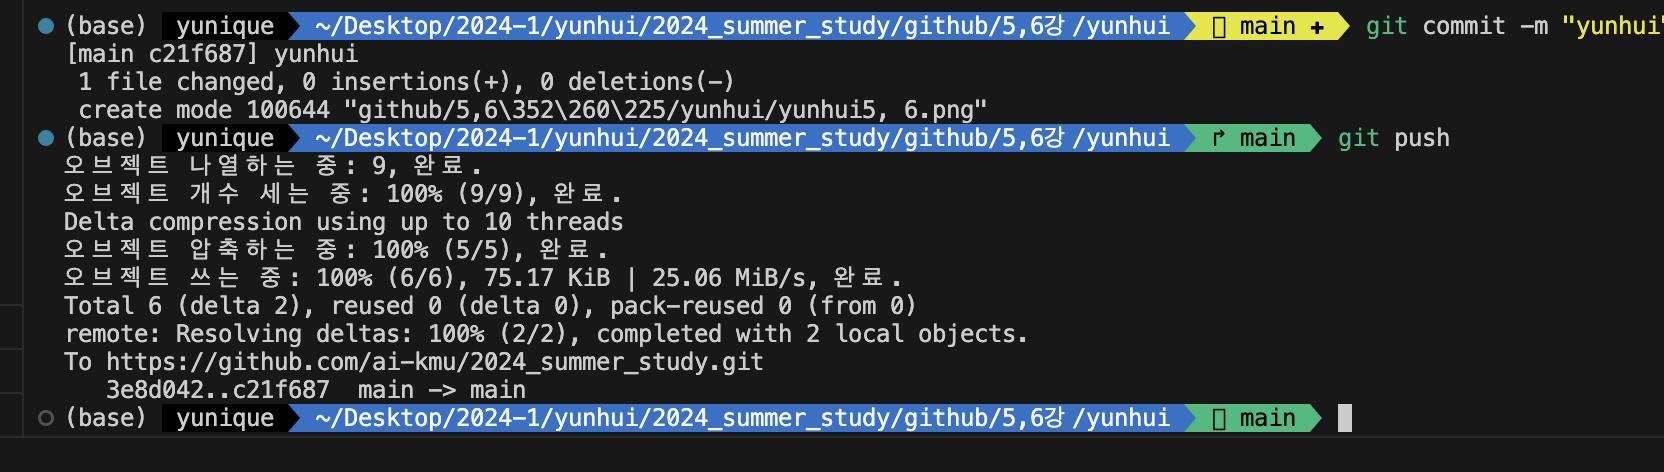 (base) yunique ~/Desktop/2024-1/yunhui/2024_summer_study/github/5,6강/yunhui main + git commit -m "yunhui"
[main c21f687] yunhui
1 file changed, 0 insertions(+), 0 deletions(-)
create mode 100644 "github/5,6\352\260\225/yunhui/yunhui5, 6.png"
(base) yunique ~/Desktop/2024-1/yunhui/2024_summer_study/github/5,6강/yunhui ↱ main git push
오브젝트 나열하는 중: 9, 완료.
오브젝트 개수 세는 중: 100% (9/9), 완료.
Delta compression using up to 10 threads
오브젝트 압축하는 중: 100% (5/5), 완료.
오브젝트 쓰는 중: 100% (6/6), 75.17 KiB | 25.06 MiB/s, 완료.
Total 6 (delta 2), reused 0 (delta 0), pack-reused 0 (from 0)
remote: Resolving deltas: 100% (2/2), completed with 2 local objects.
To https://github.com/ai-kmu/2024_summer_study.git
3e8d042..c21f687 main -> main
(base) yunique ~/Desktop/2024-1/yunhui/2024_summer_study/github/5,6강/yunhui main